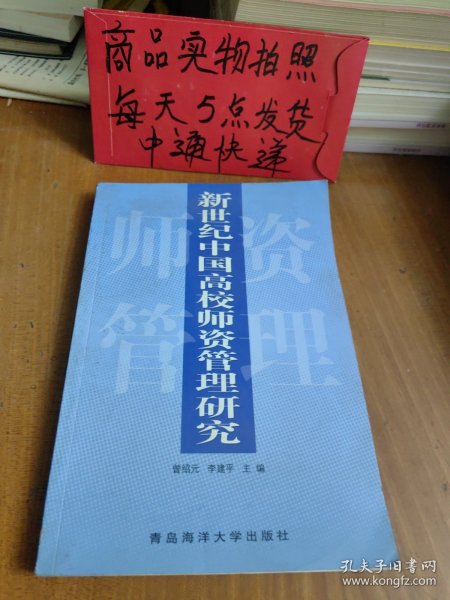 商品实物拍照
每天5点发货
中通快递
师资
管理
新世纪中国高校师资管理研究
曾绍元 李建平 主编
青岛海洋大学出版社
孔夫子旧书网
www.kongfz.com